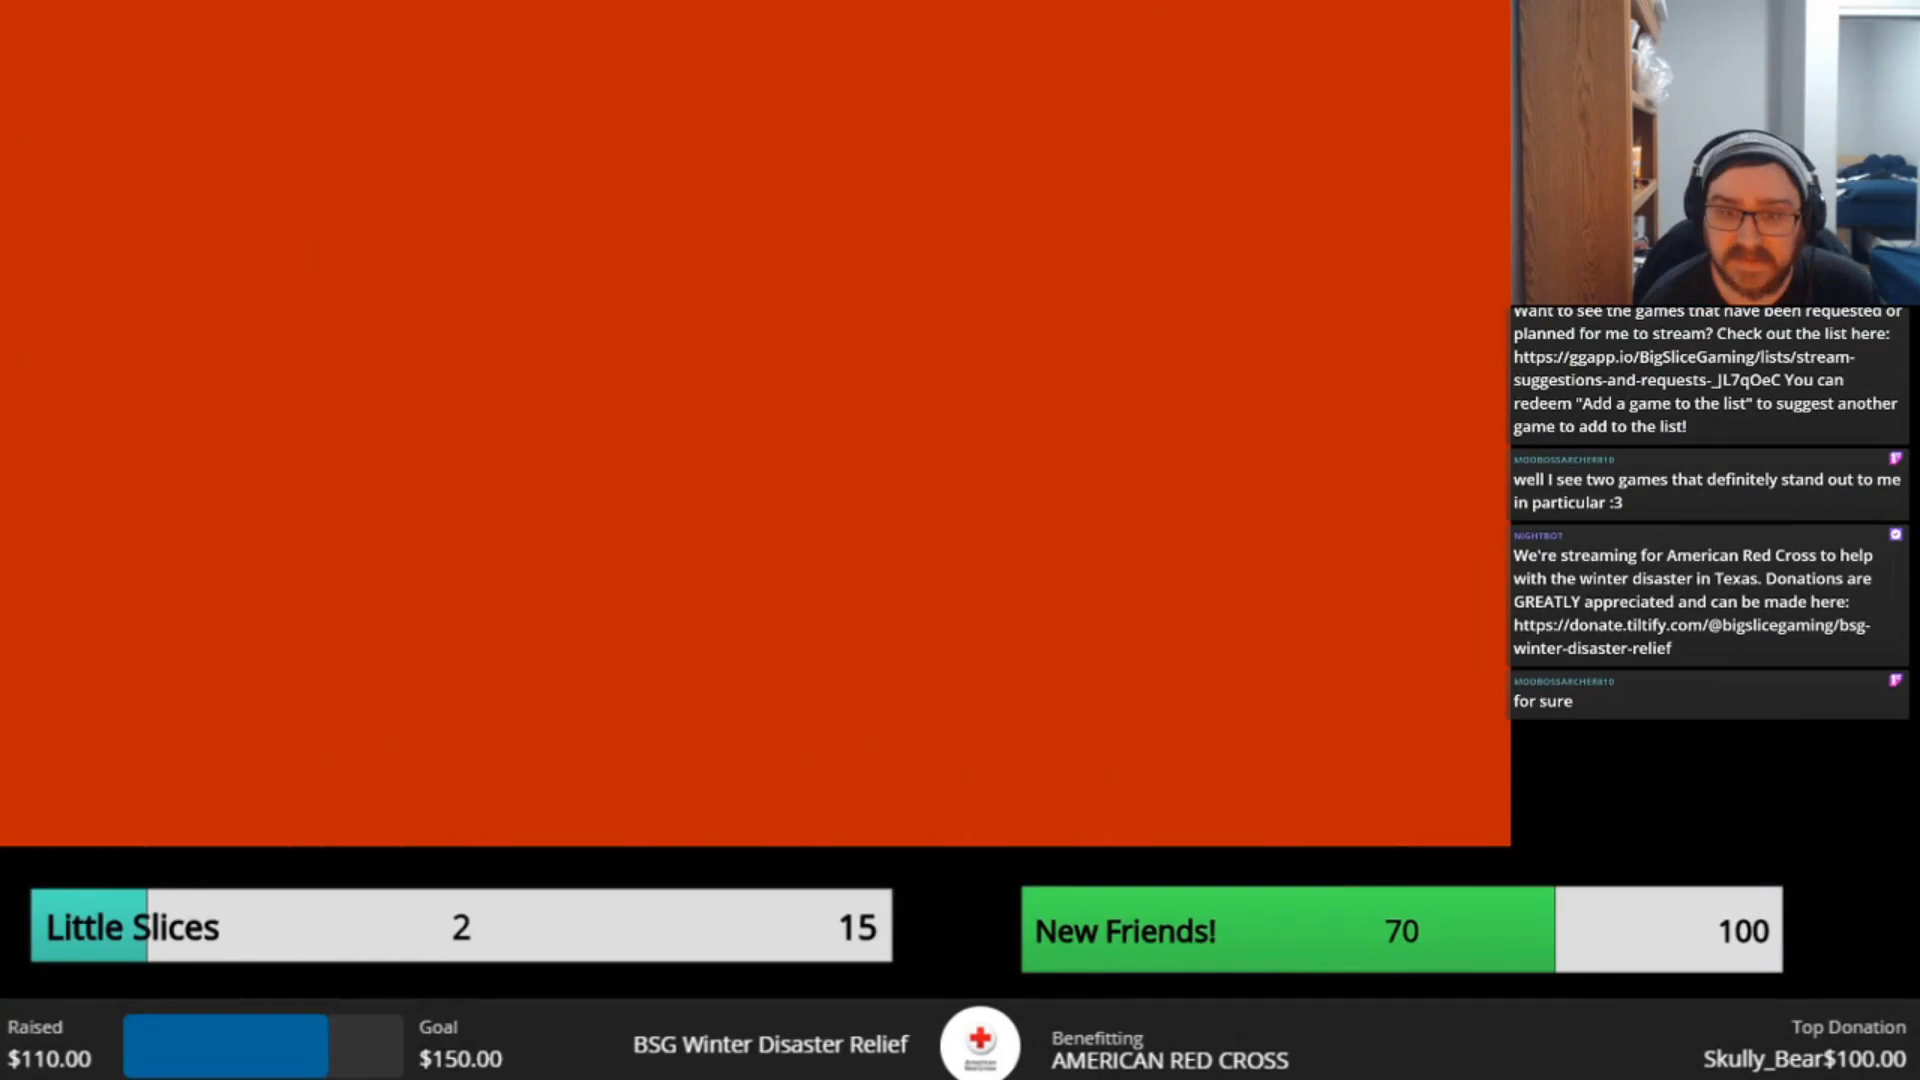 Want to see the games that have been requested or
planned for me to stream? Check out the list here:
https://ggapp.io/BigSliceGaming/lists/stream-
suggestions-and-requests-_JL7qOeC You can
redeem "Add a game to the list" to suggest another
game to add to the list!
MOOBOSSARCHER810
well I see two games that definitely stand out to me
in particular :3
NIGHTBOT
We're streaming for American Red Cross to help
with the winter disaster in Texas. Donations are
GREATLY appreciated and can be made here:
https://donate.tiltify.com/@bigslicegaming/bsg-
winter-disaster-relief
MOOBOSSARCHER810
for sure
Little Slices 2 15
New Friends! 70 100
Raised
$110.00
Goal
$150.00
BSG Winter Disaster Relief
American
Red Cross
Benefitting
AMERICAN RED CROSS
Top Donation
Skully_Bear$100.00